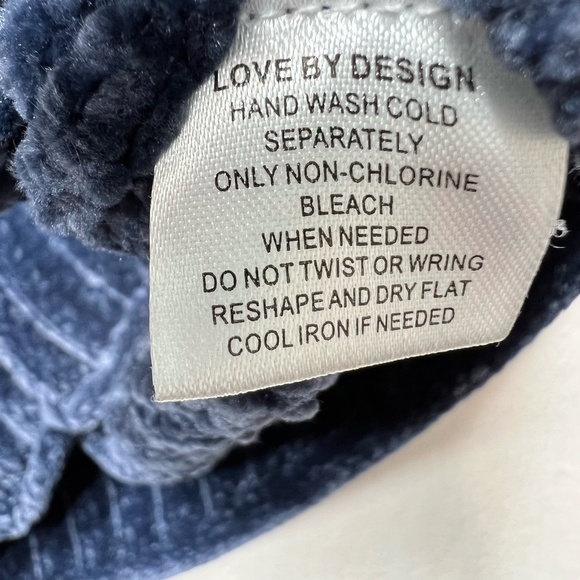 LOVE BY DESIGN
HAND WASH COLD
SEPARATELY
ONLY NON-CHLORINE
BLEACH
WHEN NEEDED
DO NOT TWIST OR WRING
RESHAPE AND DRY FLAT
COOL IRON IF NEEDED